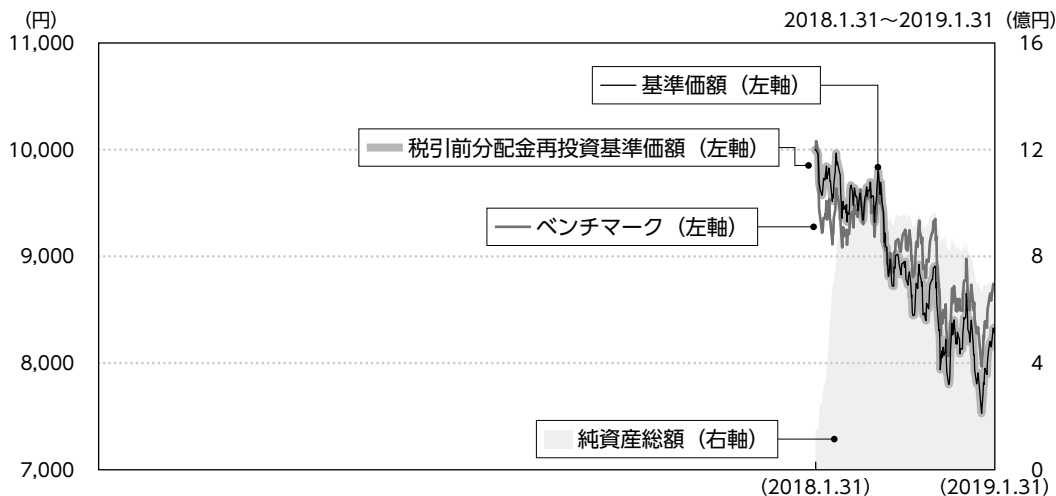 (円)
2018.1.31～2019.1.31 (億円)
11,000
16
基準価額（左軸）
10,000
12
税引前分配金再投資基準価額（左軸）
ベンチマーク（左軸）
9,000
8
8,000
4
純資産総額（右軸）
7,000
0
(2018.1.31)
(2019.1.31)